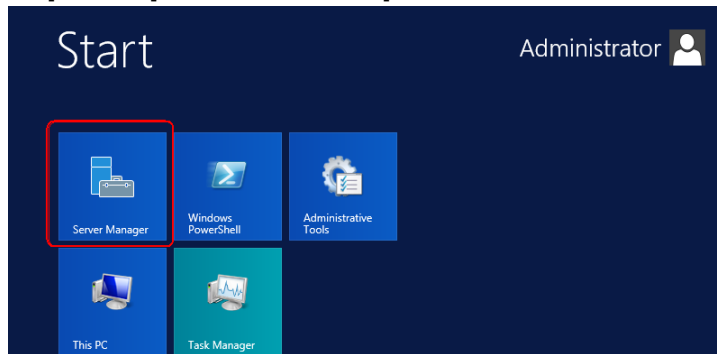 Start
Administrator
Server Manager
Windows
PowerShell
Administrative
Tools
This PC
Task Manager